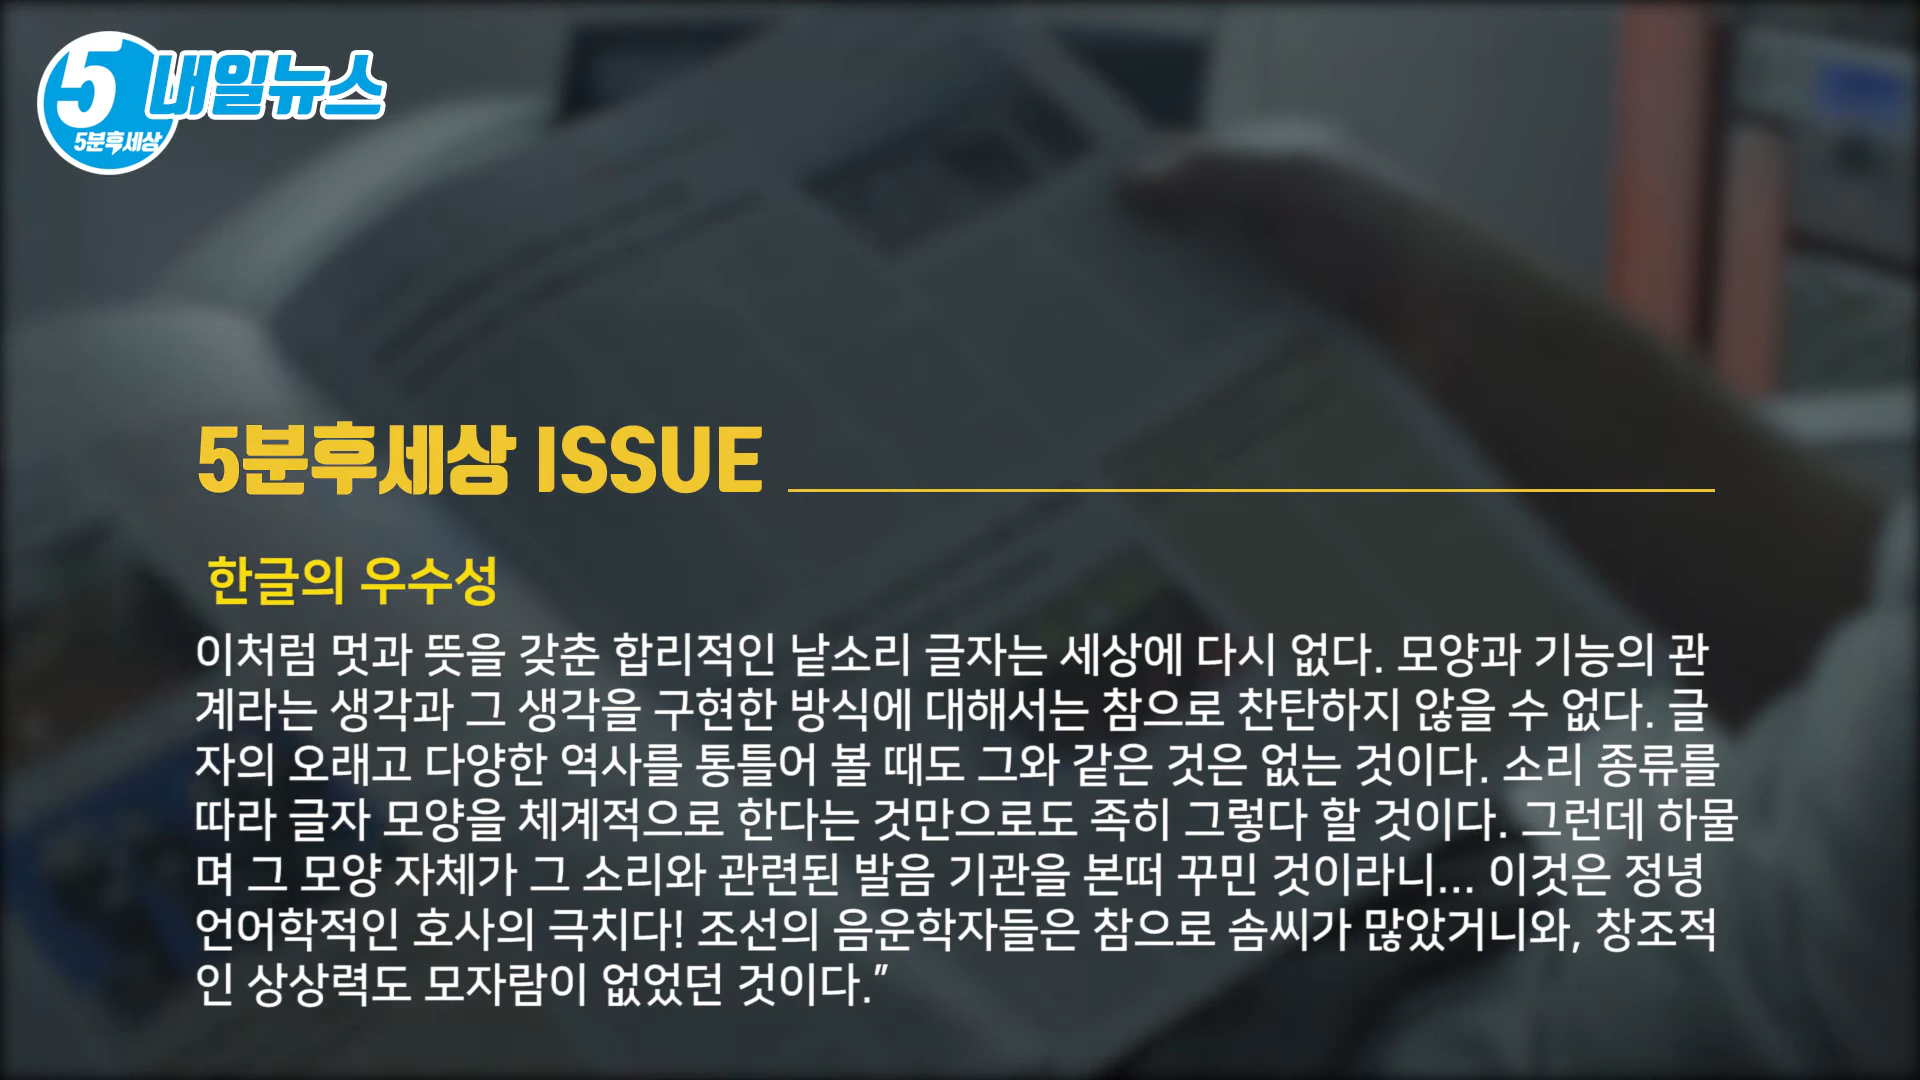 5 내일뉴스
5분후세상
5분후세상 ISSUE
한글의 우수성
이처럼 멋과 뜻을 갖춘 합리적인 낱소리 글자는 세상에 다시 없다. 모양과 기능의 관
계라는 생각과 그 생각을 구현한 방식에 대해서는 참으로 찬탄하지 않을 수 없다. 글
자의 오래고 다양한 역사를 통틀어 볼 때도 그와 같은 것은 없는 것이다. 소리 종류를
따라 글자 모양을 체계적으로 한다는 것만으로도 족히 그렇다 할 것이다. 그런데 하물
며 그 모양 자체가 그 소리와 관련된 발음 기관을 본떠 꾸민 것이라니... 이것은 정녕
언어학적인 호사의 극치다! 조선의 음운학자들은 참으로 솜씨가 많았거니와, 창조적
인 상상력도 모자람이 없었던 것이다.”